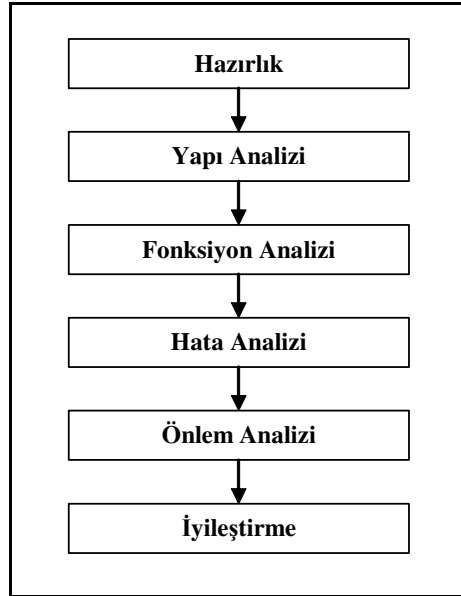 Hazırlık
Yapı Analizi
Fonksiyon Analizi
Hata Analizi
Önlem Analizi
İyileştirme